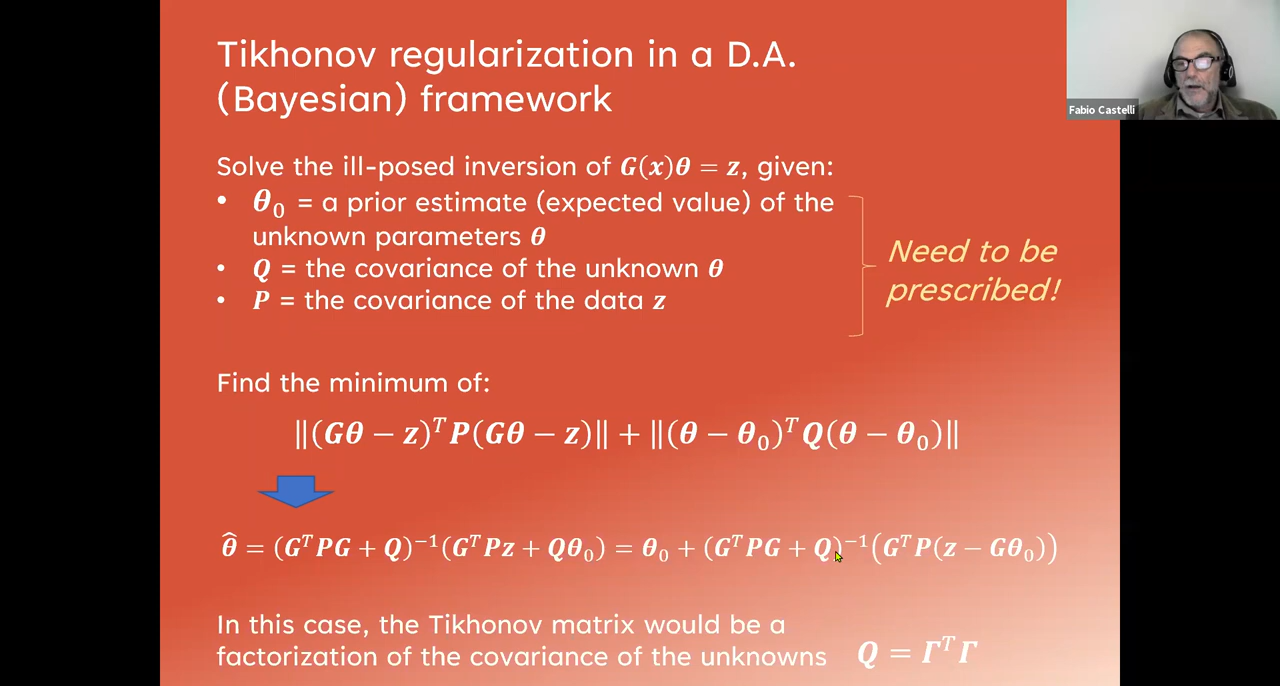 Tikhonov regularization in a D.A.
(Bayesian) framework
Fabio Castelli
Solve the ill-posed inversion of G(x)θ = z, given:
• θ₀ = a prior estimate (expected value) of the
unknown parameters θ
• Q = the covariance of the unknown θ
• P = the covariance of the data z
Need to be
prescribed!
Find the minimum of:
‖(Gθ − z)ᵀP(Gθ − z)‖ + ‖(θ − θ₀)ᵀQ(θ − θ₀)‖
θ̂ = (GᵀPG + Q)⁻¹(GᵀPz + Qθ₀) = θ₀ + (GᵀPG + Q)⁻¹(GᵀP(z − Gθ₀))
In this case, the Tikhonov matrix would be a
factorization of the covariance of the unknowns Q = ΓᵀΓ